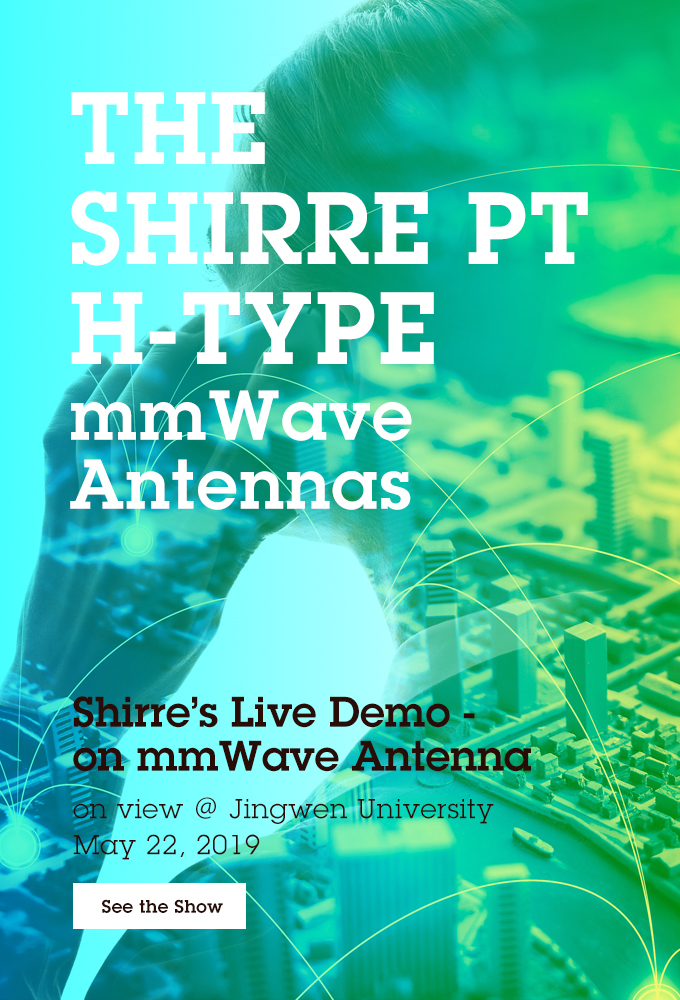 THE
SHIRRE PT
H-TYPE
mmWave
Antennas
Shirre's Live Demo -
on mmWave Antenna
on view @ Jingwen University
May 22, 2019
See the Show